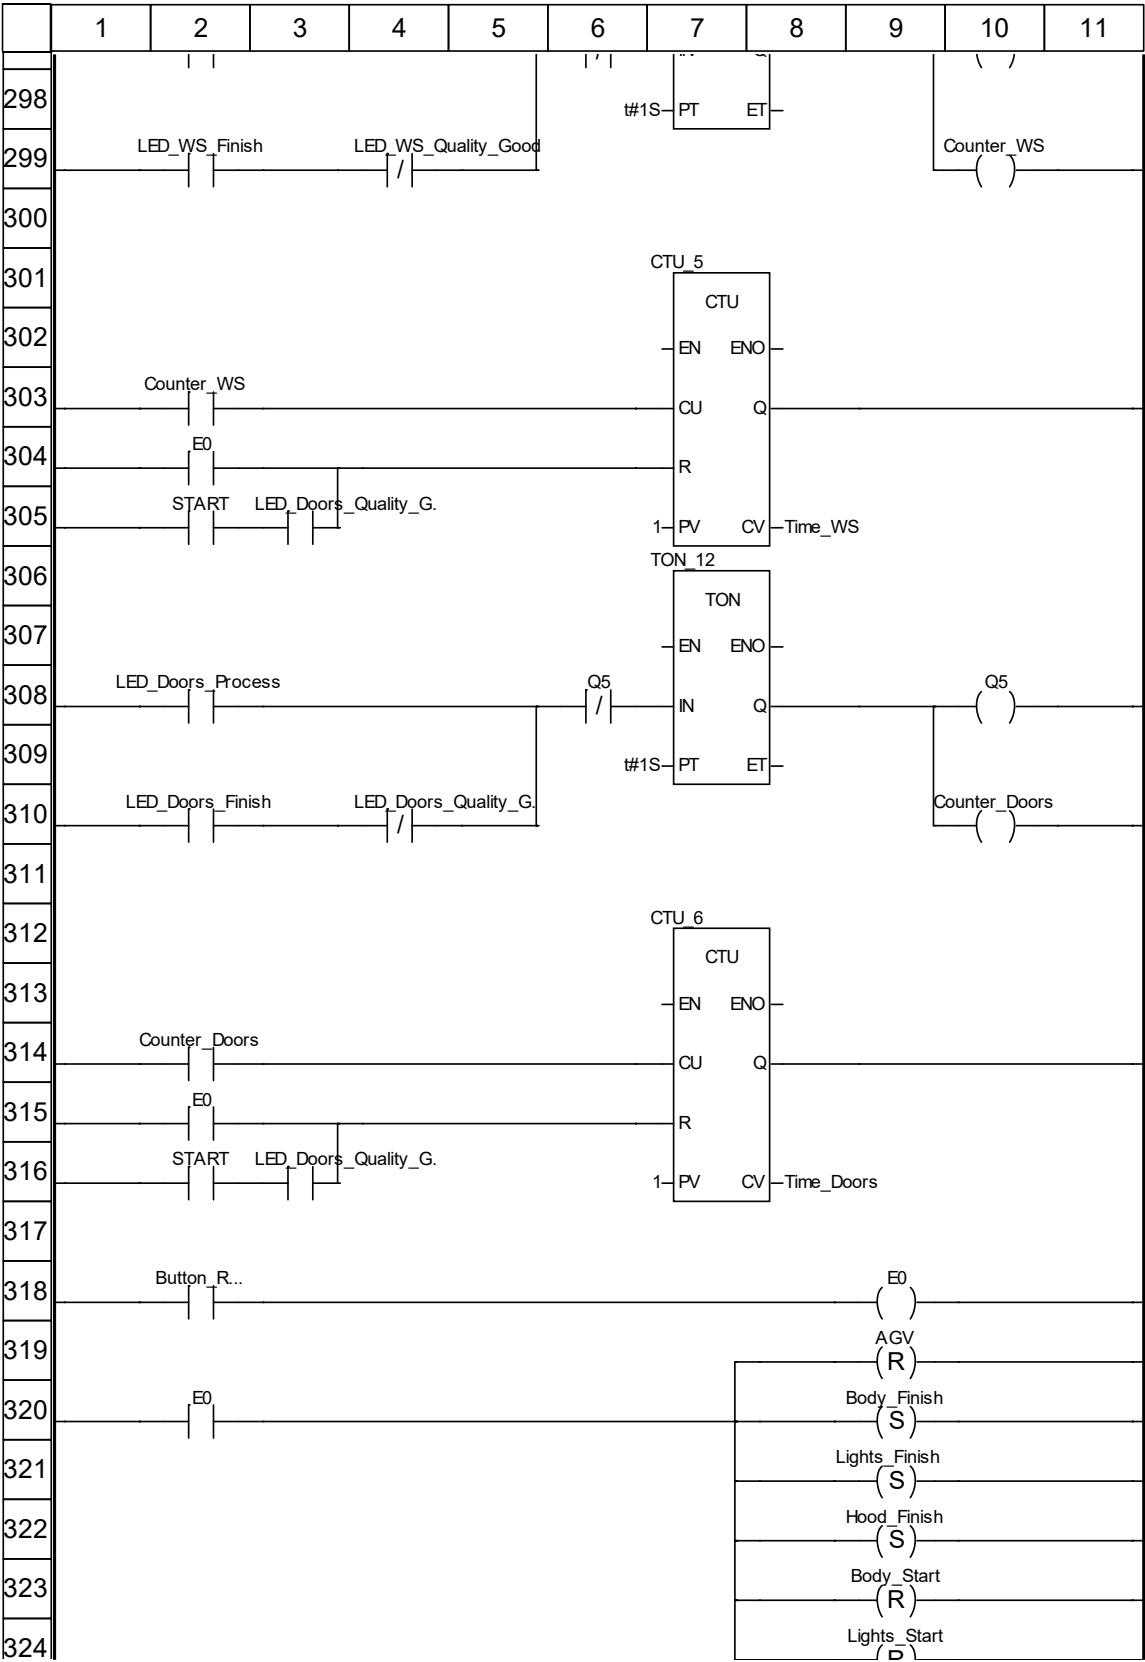 1 2 3 4 5 6 7 8 9 10 11
298
t#1S PT ET
LED_WS_Finish LED_WS_Quality_Good Counter_WS
299 /
300
CTU_5
301
CTU
302
EN ENO
Counter_WS
303
CU Q
E0
304
R
START LED_Doors_Quality_G.
305
1 PV CV Time_WS
TON_12
306
TON
307
EN ENO
LED_Doors_Process Q5 Q5
308
/ IN Q
309
t#1S PT ET
LED_Doors_Finish LED_Doors_Quality_G. Counter_Doors
310
/
311
CTU_6
312
CTU
313
EN ENO
Counter_Doors
314
CU Q
E0
315
R
START LED_Doors_Quality_G.
316
1 PV CV Time_Doors
317
Button_R... E0
318
AGV
319 R
E0 Body_Finish
320 S
Lights_Finish
321 S
Hood_Finish
322 S
Body_Start
323 R
Lights_Start
324